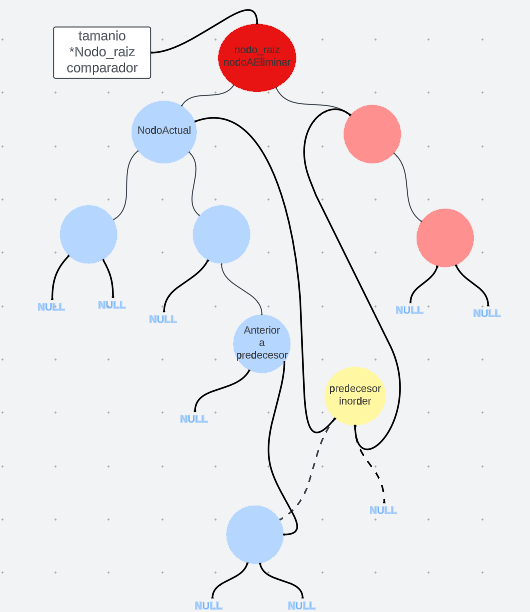 tamanio
*Nodo_raiz
comparador
nodo_raiz
nodoAEliminar
NodoActual
NULL
NULL
NULL
NULL
NULL
Anterior
a
predecesor
predecesor
inorder
NULL
NULL
NULL
NULL